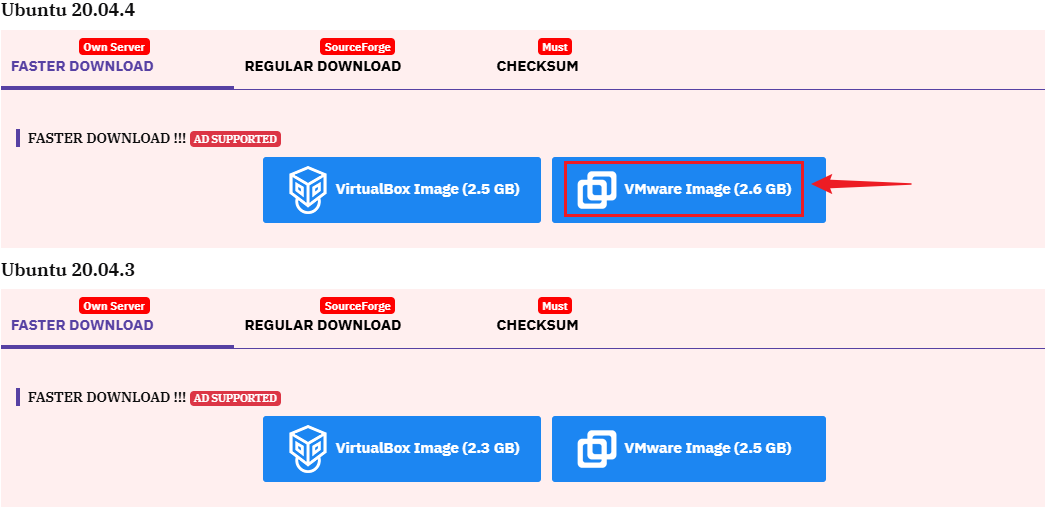 Ubuntu 20.04.4
Own Server SourceForge Must
FASTER DOWNLOAD REGULAR DOWNLOAD CHECKSUM
FASTER DOWNLOAD !!! AD SUPPORTED
VirtualBox Image (2.5 GB) VMware Image (2.6 GB)
Ubuntu 20.04.3
Own Server SourceForge Must
FASTER DOWNLOAD REGULAR DOWNLOAD CHECKSUM
FASTER DOWNLOAD !!! AD SUPPORTED
VirtualBox Image (2.3 GB) VMware Image (2.5 GB)